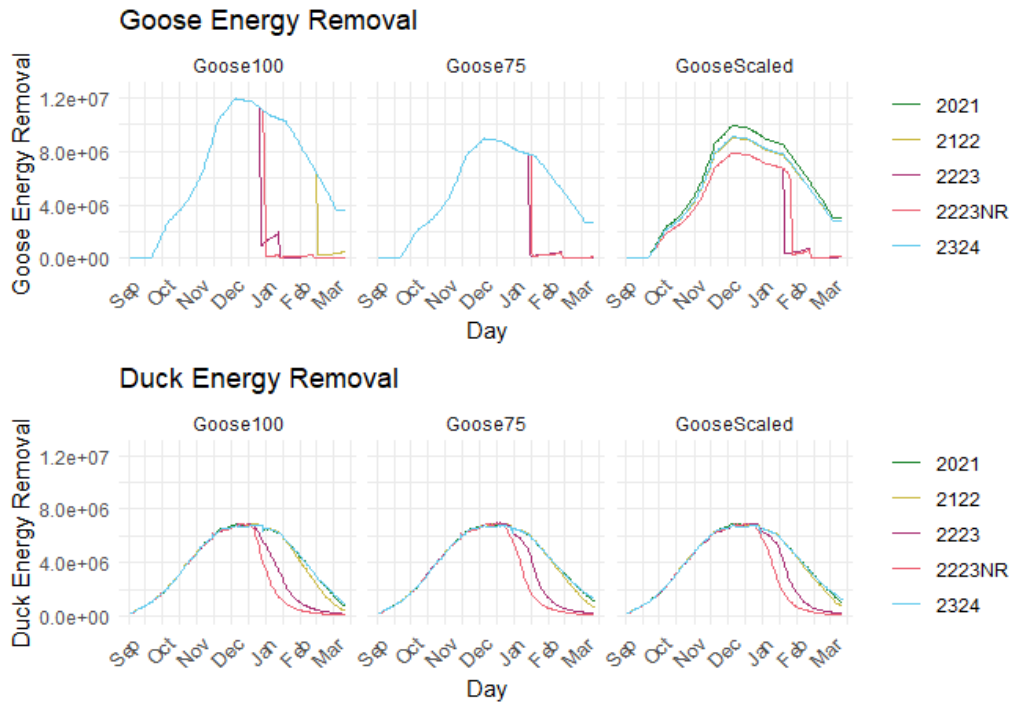 Goose Energy Removal
Goose100 Goose75 GooseScaled
Goose Energy Removal
1.2e+07
8.0e+06
4.0e+06
0.0e+00
Sep Oct Nov Dec Jan Feb Mar Sep Oct Nov Dec Jan Feb Mar Sep Oct Nov Dec Jan Feb Mar
Day
2021
2122
2223
2223NR
2324
Duck Energy Removal
Goose100 Goose75 GooseScaled
Duck Energy Removal
1.2e+07
8.0e+06
4.0e+06
0.0e+00
Sep Oct Nov Dec Jan Feb Mar Sep Oct Nov Dec Jan Feb Mar Sep Oct Nov Dec Jan Feb Mar
Day
2021
2122
2223
2223NR
2324